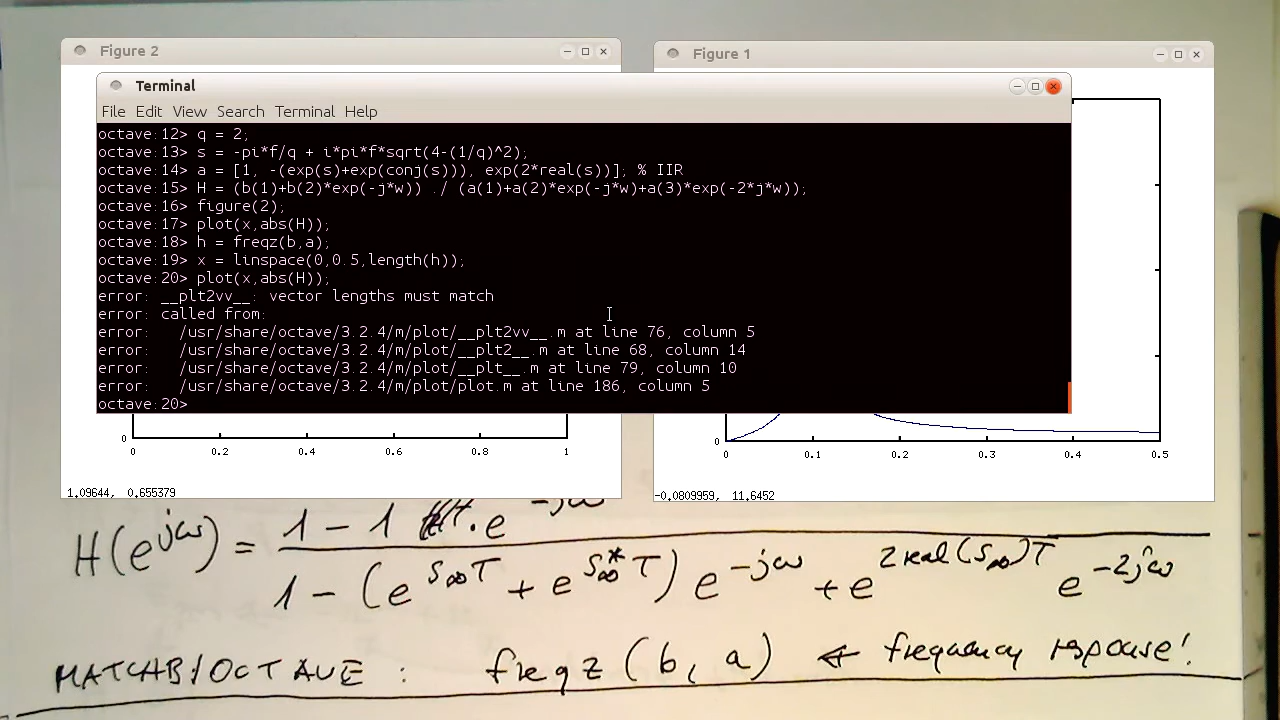 Figure 2
Figure 1
Terminal
File Edit View Search Terminal Help
octave:12> q = 2;
octave:13> s = -pi*f/q + i*pi*f*sqrt(4-(1/q)^2);
octave:14> a = [1, -(exp(s)+exp(conj(s))), exp(2*real(s))]; % IIR
octave:15> H = (b(1)+b(2)*exp(-j*w)) ./ (a(1)+a(2)*exp(-j*w)+a(3)*exp(-2*j*w));
octave:16> figure(2);
octave:17> plot(x,abs(H));
octave:18> h = freqz(b,a);
octave:19> x = linspace(0,0.5,length(h));
octave:20> plot(x,abs(H));
error: __plt2vv__: vector lengths must match
error: called from:
error:   /usr/share/octave/3.2.4/m/plot/__plt2vv__.m at line 76, column 5
error:   /usr/share/octave/3.2.4/m/plot/__plt2__.m at line 68, column 14
error:   /usr/share/octave/3.2.4/m/plot/__plt__.m at line 79, column 10
error:   /usr/share/octave/3.2.4/m/plot/plot.m at line 186, column 5
octave:20>
0
0 0.2 0.4 0.6 0.8 1
1.09644, 0.655379
0
0 0.1 0.2 0.3 0.4 0.5
-0.0809959, 11.6452
H(e^jω) = 1 - 1 · e^-jω
1 - (e^S∞T + e^S∞*T) e^-jω + e^2real(S∞)T e^-2jω
MATLAB/OCTAVE : freqz (b, a) ← frequency response!